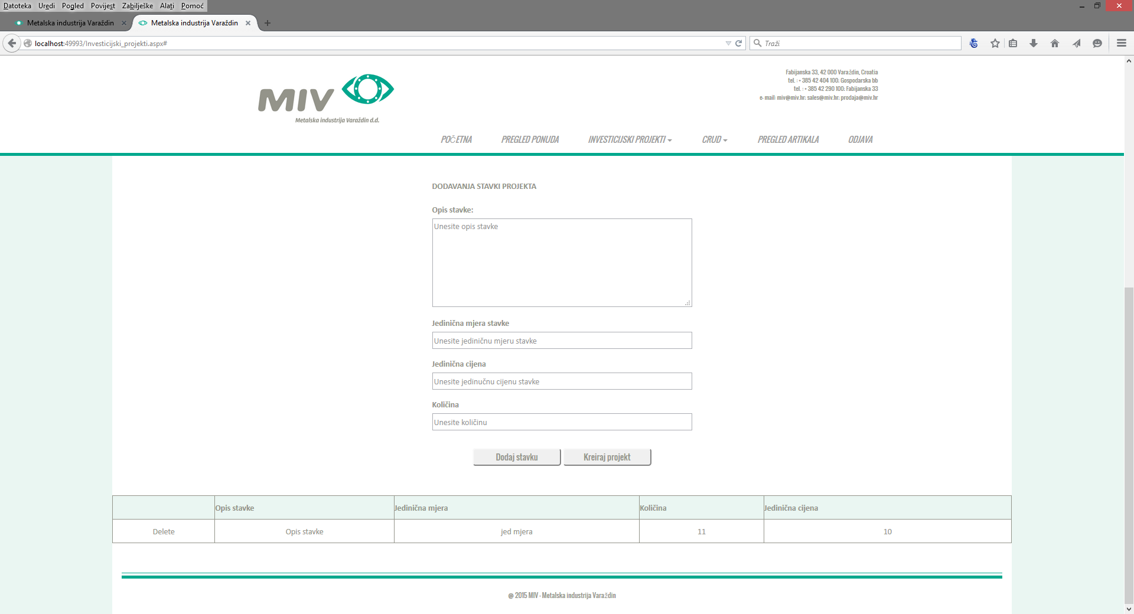 Datoteka Uredi Pogled Povijest Zabilješke Alati Pomoć
Metalska industrija Varaždin
Metalska industrija Varaždin
localhost:49993/Investicijski_projekti.aspx#
Traži
Fabijanska 33, 42 000 Varaždin, Croatia
tel. : + 385 42 404 100; Gospodarska bb
tel. : + 385 42 290 100; Fabijanska 33
e-mail: miv@miv.hr; sales@miv.hr; prodaja@miv.hr
MIV
Metalska industrija Varaždin d.d.
POČETNA PREGLED PONUDA INVESTICIJSKI PROJEKTI CRUD PREGLED ARTIKALA ODJAVA
DODAVANJA STAVKI PROJEKTA
Opis stavke:
Unesite opis stavke
Jedinična mjera stavke
Unesite jediničnu mjeru stavke
Jedinična cijena
Unesite jedinučnu cijenu stavke
Količina
Unesite količinu
Dodaj stavku Kreiraj projekt
Opis stavke Jedinična mjera Količina Jedinična cijena
Delete Opis stavke jed mjera 11 10
@ 2015 MIV - Metalska industrija Varaždin